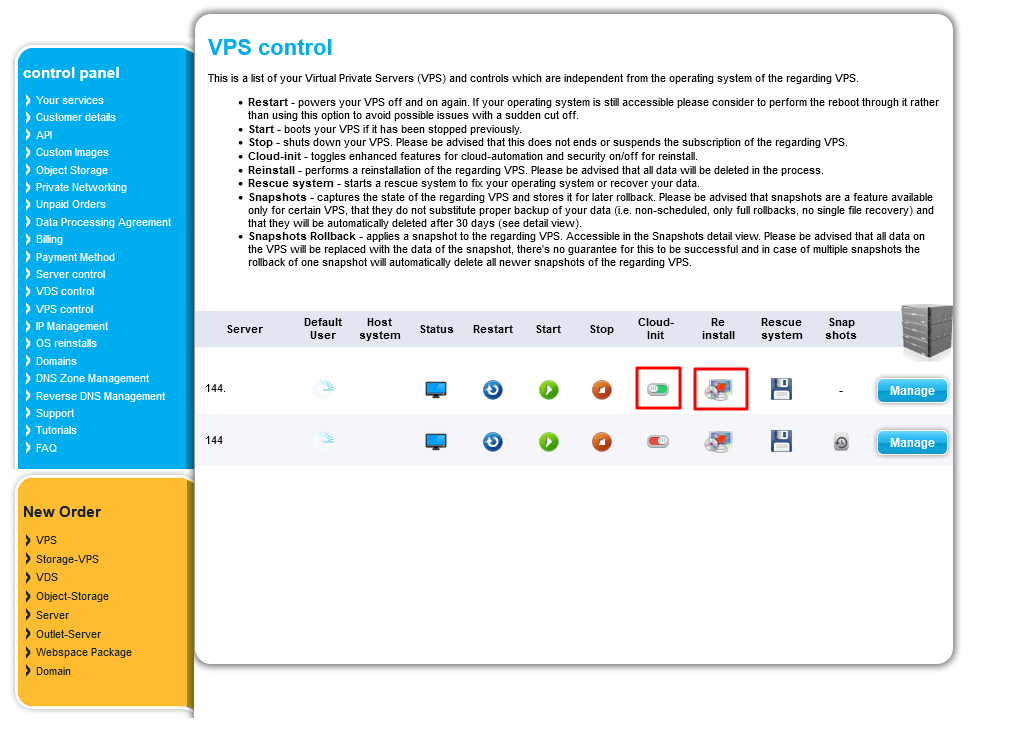 control panel
Your services
Customer details
API
Custom Images
Object Storage
Private Networking
Unpaid Orders
Data Processing Agreement
Billing
Payment Method
Server control
VDS control
VPS control
IP Management
OS reinstalls
Domains
DNS Zone Management
Reverse DNS Management
Support
Tutorials
FAQ
New Order
VPS
Storage-VPS
VDS
Object-Storage
Server
Outlet-Server
Webspace Package
Domain
VPS control
This is a list of your Virtual Private Servers (VPS) and controls which are independent from the operating system of the regarding VPS.
• Restart - powers your VPS off and on again. If your operating system is still accessible please consider to perform the reboot through it rather
than using this option to avoid possible issues with a sudden cut off.
• Start - boots your VPS if it has been stopped previously.
• Stop - shuts down your VPS. Please be advised that this does not ends or suspends the subscription of the regarding VPS.
• Cloud-init - toggles enhanced features for cloud-automation and security on/off for reinstall.
• Reinstall - performs a reinstallation of the regarding VPS. Please be advised that all data will be deleted in the process.
• Rescue system - starts a rescue system to fix your operating system or recover your data.
• Snapshots - captures the state of the regarding VPS and stores it for later rollback. Please be advised that snapshots are a feature available
only for certain VPS, that they do not substitute proper backup of your data (i.e. non-scheduled, only full rollbacks, no single file recovery) and
that they will be automatically deleted after 30 days (see detail view).
• Snapshots Rollback - applies a snapshot to the regarding VPS. Accessible in the Snapshots detail view. Please be advised that all data on
the VPS will be replaced with the data of the snapshot, there's no guarantee for this to be successful and in case of multiple snapshots the
rollback of one snapshot will automatically delete all newer snapshots of the regarding VPS.
Server Default User Host system Status Restart Start Stop Cloud-Init Re install Rescue system Snap shots
144. - Manage
144 Manage